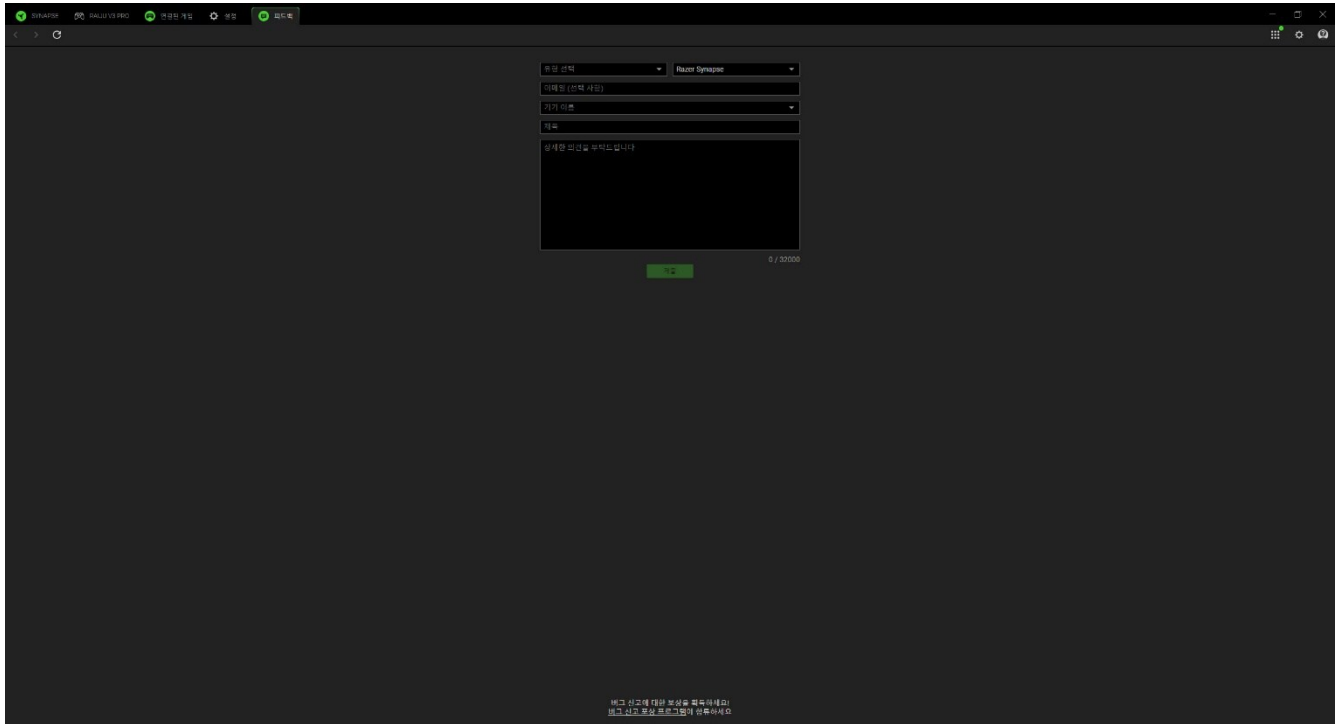 SYNAPSE
RAIJU V3 PRO
연결된 게임
설정
피드백
유형 선택
Razer Synapse
이메일 (선택 사항)
기기 이름
제목
상세한 의견을 부탁드립니다
0 / 32000
제출
버그 신고에 대한 보상을 획득하세요!
버그 신고 포상 프로그램에 합류하세요